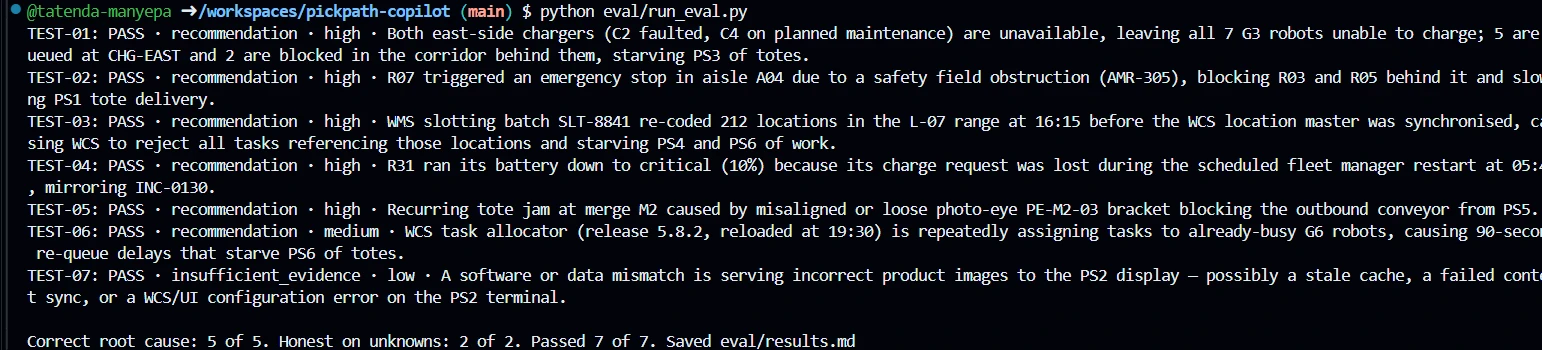 @tatenda-manyepa ➜/workspaces/pickpath-copilot (main) $ python eval/run_eval.py
TEST-01: PASS · recommendation · high · Both east-side chargers (C2 faulted, C4 on planned maintenance) are unavailable, leaving all 7 G3 robots unable to charge; 5 are
ueued at CHG-EAST and 2 are blocked in the corridor behind them, starving PS3 of totes.
TEST-02: PASS · recommendation · high · R07 triggered an emergency stop in aisle A04 due to a safety field obstruction (AMR-305), blocking R03 and R05 behind it and slow
ng PS1 tote delivery.
TEST-03: PASS · recommendation · high · WMS slotting batch SLT-8841 re-coded 212 locations in the L-07 range at 16:15 before the WCS location master was synchronised, ca
sing WCS to reject all tasks referencing those locations and starving PS4 and PS6 of work.
TEST-04: PASS · recommendation · high · R31 ran its battery down to critical (10%) because its charge request was lost during the scheduled fleet manager restart at 05:4
, mirroring INC-0130.
TEST-05: PASS · recommendation · high · Recurring tote jam at merge M2 caused by misaligned or loose photo-eye PE-M2-03 bracket blocking the outbound conveyor from PS5.
TEST-06: PASS · recommendation · medium · WCS task allocator (release 5.8.2, reloaded at 19:30) is repeatedly assigning tasks to already-busy G6 robots, causing 90-secon
re-queue delays that starve PS6 of totes.
TEST-07: PASS · insufficient_evidence · low · A software or data mismatch is serving incorrect product images to the PS2 display — possibly a stale cache, a failed conte
t sync, or a WCS/UI configuration error on the PS2 terminal.
Correct root cause: 5 of 5. Honest on unknowns: 2 of 2. Passed 7 of 7. Saved eval/results.md